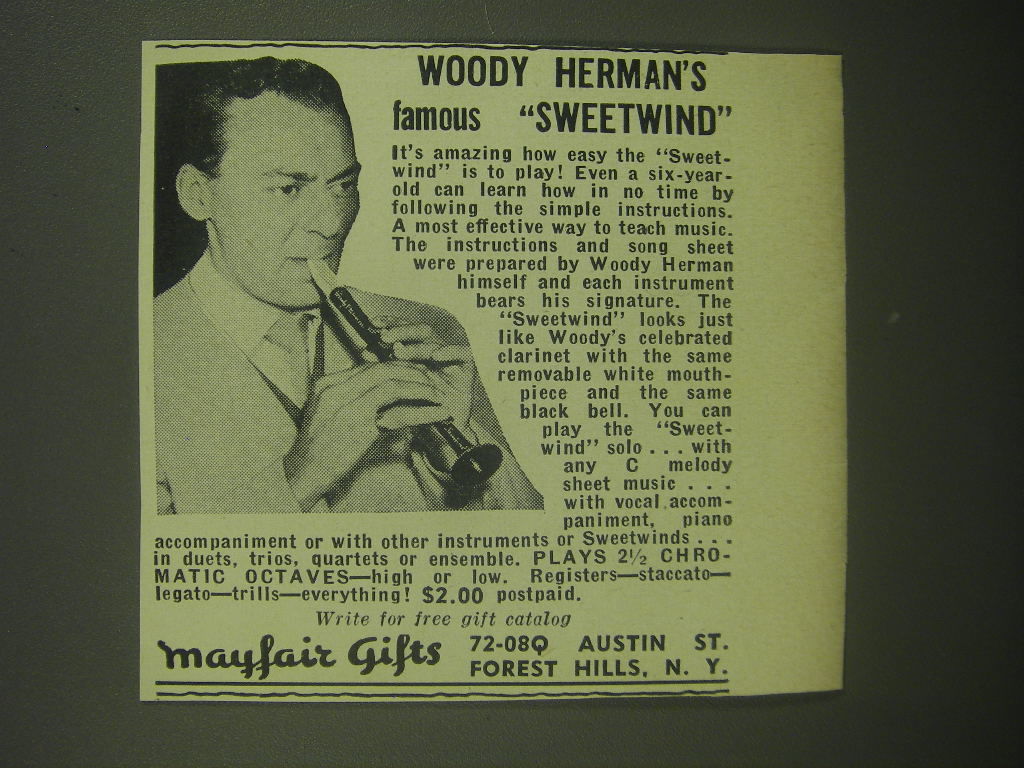 WOODY HERMAN'S
famous "SWEETWIND"
It's amazing how easy the "Sweet-
wind" is to play! Even a six-year-
old can learn how in no time by
following the simple instructions.
A most effective way to teach music.
The instructions and song sheet
were prepared by Woody Herman
himself and each instrument
bears his signature. The
"Sweetwind" looks just
like Woody's celebrated
clarinet with the same
removable white mouth-
piece and the same
black bell. You can
play the "Sweet-
wind" solo . . . with
any C melody
sheet music . . .
with vocal accom-
paniment, piano
accompaniment or with other instruments or Sweetwinds . . .
in duets, trios, quartets or ensemble. PLAYS 2½ CHRO-
MATIC OCTAVES—high or low. Registers—staccato—
legato—trills—everything! $2.00 postpaid.
Write for free gift catalog
Mayfair Gifts
72-08Q AUSTIN ST.
FOREST HILLS, N. Y.